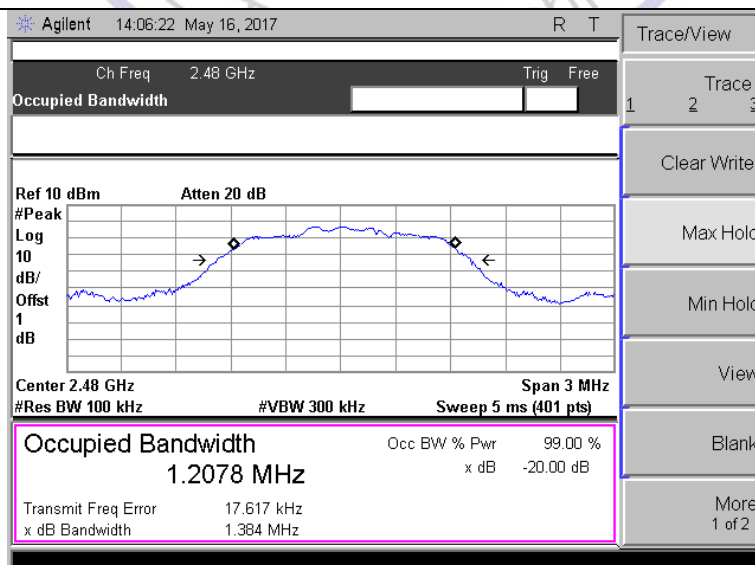 Agilent 14:06:22 May 16, 2017 R T
Ch Freq 2.48 GHz Trig Free
Occupied Bandwidth
Ref 10 dBm Atten 20 dB
#Peak
Log
10
dB/
Offst
1
dB
Center 2.48 GHz Span 3 MHz
#Res BW 100 kHz #VBW 300 kHz Sweep 5 ms (401 pts)
Occupied Bandwidth Occ BW % Pwr 99.00 %
1.2078 MHz x dB -20.00 dB
Transmit Freq Error 17.617 kHz
x dB Bandwidth 1.384 MHz
Trace/View
Trace
1 2 3
Clear Write
Max Hold
Min Hold
View
Blank
More
1 of 2